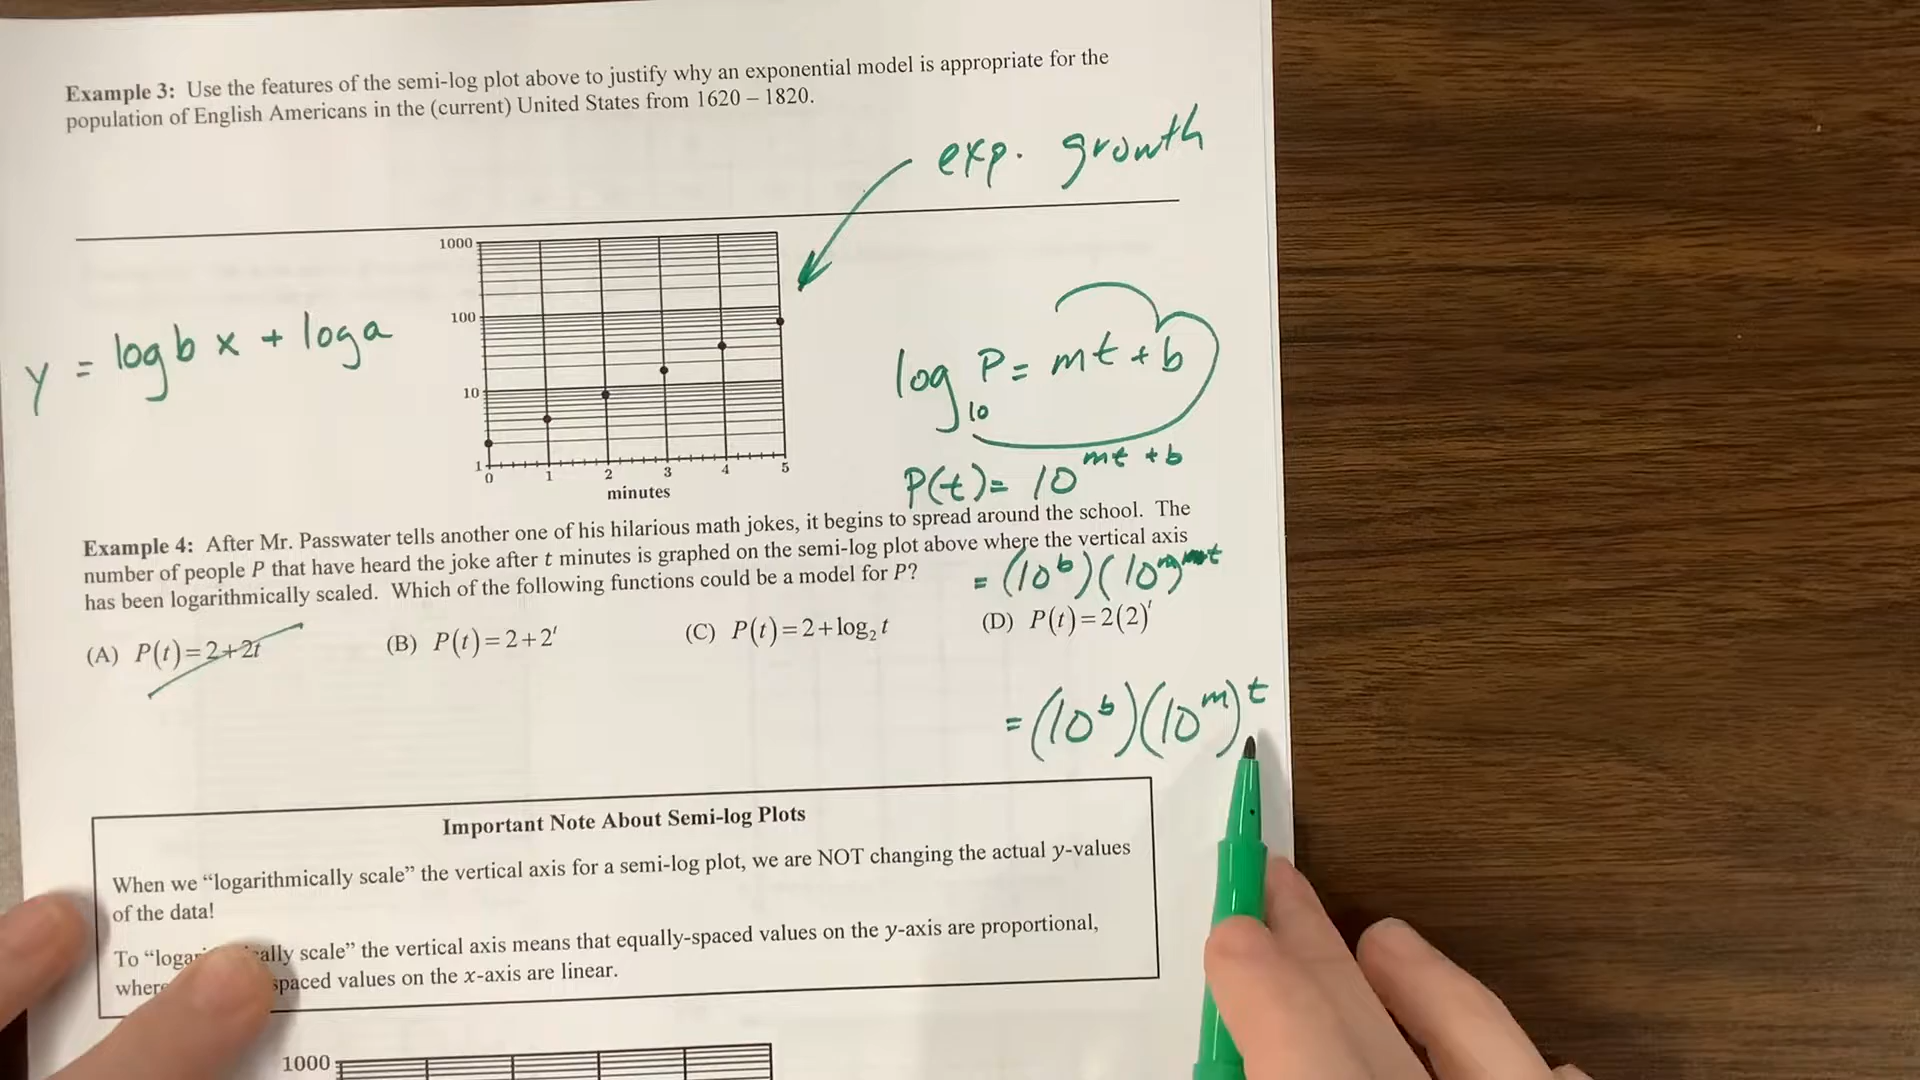 Example 3: Use the features of the semi-log plot above to justify why an exponential model is appropriate for the
population of English Americans in the (current) United States from 1620 – 1820.
exp. growth
1000
100
10
1
0 1 2 3 4 5
minutes
y = log b x + log a
log₁₀ P = mt + b
P(t) = 10^(mt + b)
Example 4: After Mr. Passwater tells another one of his hilarious math jokes, it begins to spread around the school. The
number of people P that have heard the joke after t minutes is graphed on the semi-log plot above where the vertical axis
has been logarithmically scaled. Which of the following functions could be a model for P?
= (10^b)(10^mt
(A) P(t)=2+2t (B) P(t)=2+2^t (C) P(t)=2+log₂ t (D) P(t)=2(2)^t
= (10^b)(10^m)^t
Important Note About Semi-log Plots
When we “logarithmically scale” the vertical axis for a semi-log plot, we are NOT changing the actual y-values
of the data!
To “ ally scale” the vertical axis means that equally-spaced values on the y-axis are proportional,
spaced values on the x-axis are linear.
1000